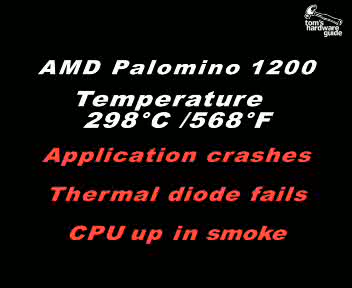 tom's
hardware
guide
AMD Palomino 1200
Temperature
298°C /568°F
Application crashes
Thermal diode fails
CPU up in smoke